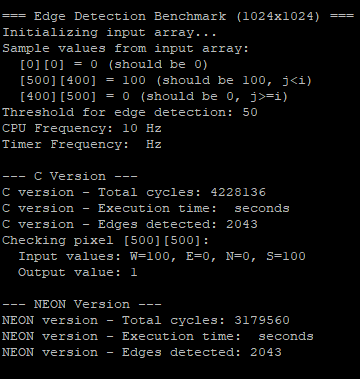 === Edge Detection Benchmark (1024x1024) ===
Initializing input array...
Sample values from input array:
  [0][0] = 0 (should be 0)
  [500][400] = 100 (should be 100, j<i)
  [400][500] = 0 (should be 0, j>=i)
Threshold for edge detection: 50
CPU Frequency: 10 Hz
Timer Frequency:  Hz

--- C Version ---
C version - Total cycles: 4228136
C version - Execution time:  seconds
C version - Edges detected: 2043
Checking pixel [500][500]:
  Input values: W=100, E=0, N=0, S=100
  Output value: 1

--- NEON Version ---
NEON version - Total cycles: 3179560
NEON version - Execution time:  seconds
NEON version - Edges detected: 2043